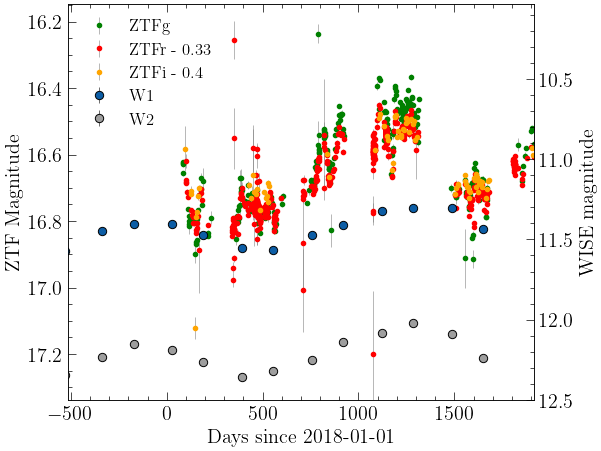 ZTFg
ZTFr - 0.33
ZTFi - 0.4
W1
W2
16.2
16.4
16.6
16.8
17.0
17.2
ZTF Magnitude
10.5
11.0
11.5
12.0
12.5
WISE magnitude
−500 0 500 1000 1500
Days since 2018-01-01